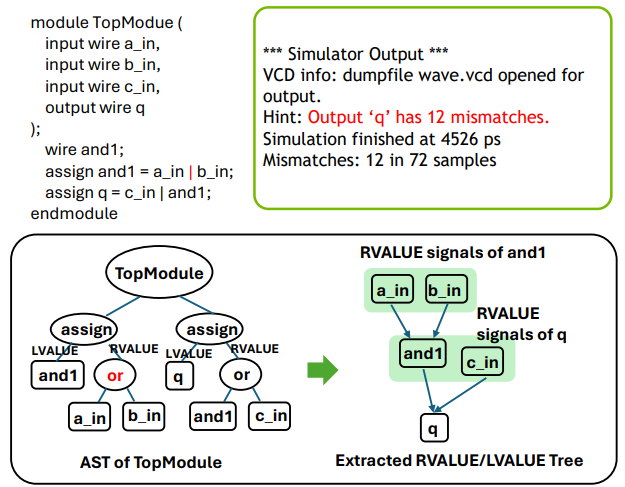 module TopModue (
input wire a_in,
input wire b_in,
input wire c_in,
output wire q
);
wire and1;
assign and1 = a_in | b_in;
assign q = c_in | and1;
endmodule
*** Simulator Output ***
VCD info: dumpfile wave.vcd opened for
output.
Hint: Output ‘q’ has 12 mismatches.
Simulation finished at 4526 ps
Mismatches: 12 in 72 samples
TopModule
assign
assign
LVALUE
RVALUE
LVALUE
RVALUE
and1
or
q
or
a_in
b_in
and1
c_in
AST of TopModule
RVALUE signals of and1
a_in
b_in
RVALUE
signals of q
and1
c_in
q
Extracted RVALUE/LVALUE Tree